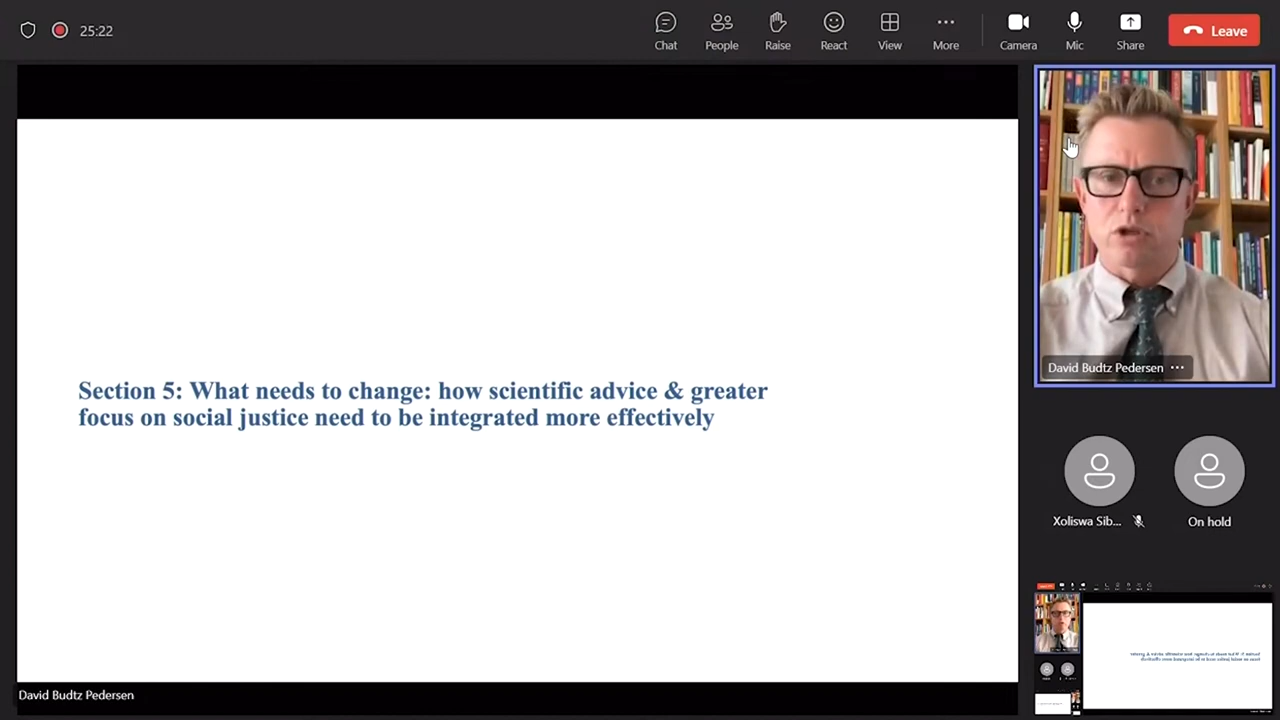 25:22
Chat
People
Raise
React
View
More
Camera
Mic
Share
Leave
Section 5: What needs to change: how scientific advice & greater
focus on social justice need to be integrated more effectively
David Budtz Pedersen
Xoliswa Sib...
On hold
David Budtz Pedersen